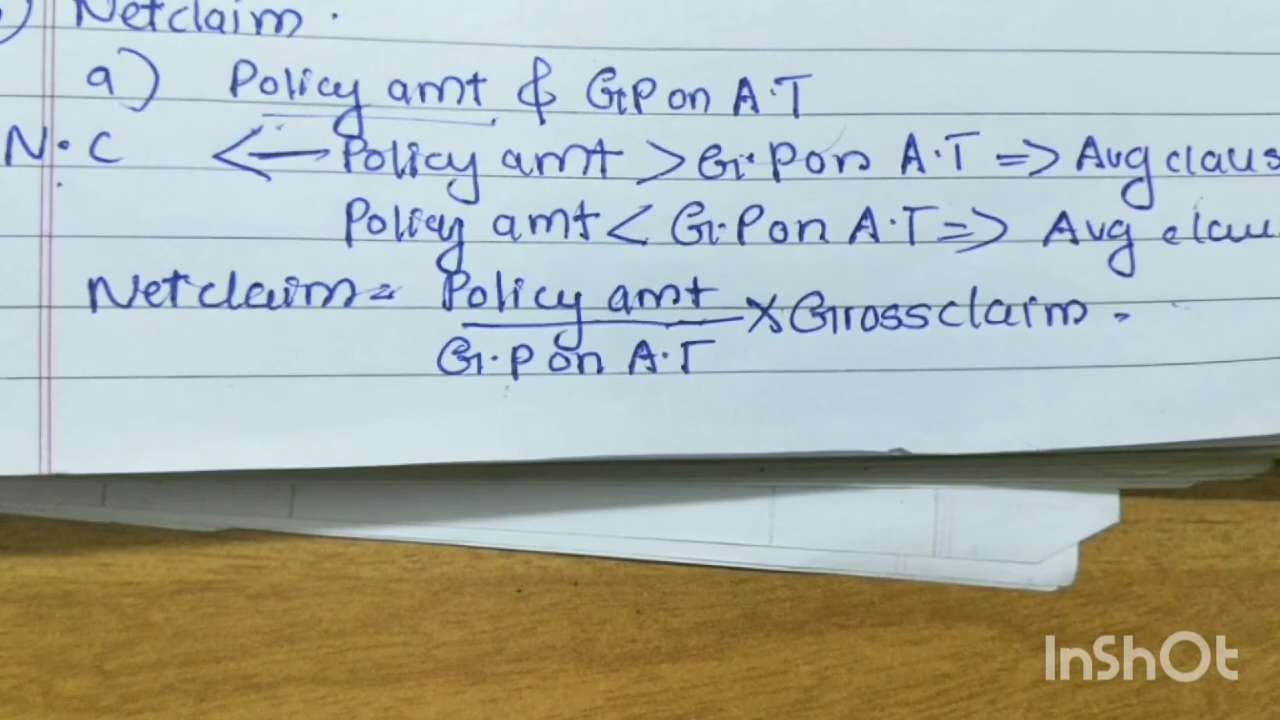 ) Netclaim.
a) Policy amt & G.P on A.T
N.C <— Policy amt > G.P on A.T => Avg claus
Policy amt < G.P on A.T => Avg clau
Netclaim = Policy amt / G.P on A.T X Grossclaim.
InShOt